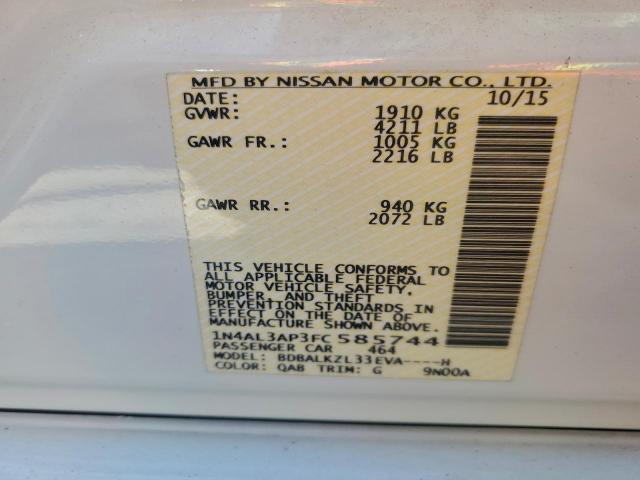 MFD BY NISSAN MOTOR CO., LTD.
DATE: 10/15
GVWR: 1910 KG
4211 LB
GAWR FR.: 1005 KG
2216 LB
GAWR RR.: 940 KG
2072 LB
THIS VEHICLE CONFORMS TO
ALL APPLICABLE FEDERAL
MOTOR VEHICLE SAFETY,
BUMPER, AND THEFT
PREVENTION STANDARDS IN
EFFECT ON THE DATE OF
MANUFACTURE SHOWN ABOVE.
1N4AL3AP3FC585744
PASSENGER CAR 464
MODEL: BDBALKZL33EVA----H
COLOR: QAB TRIM: G 9N00A